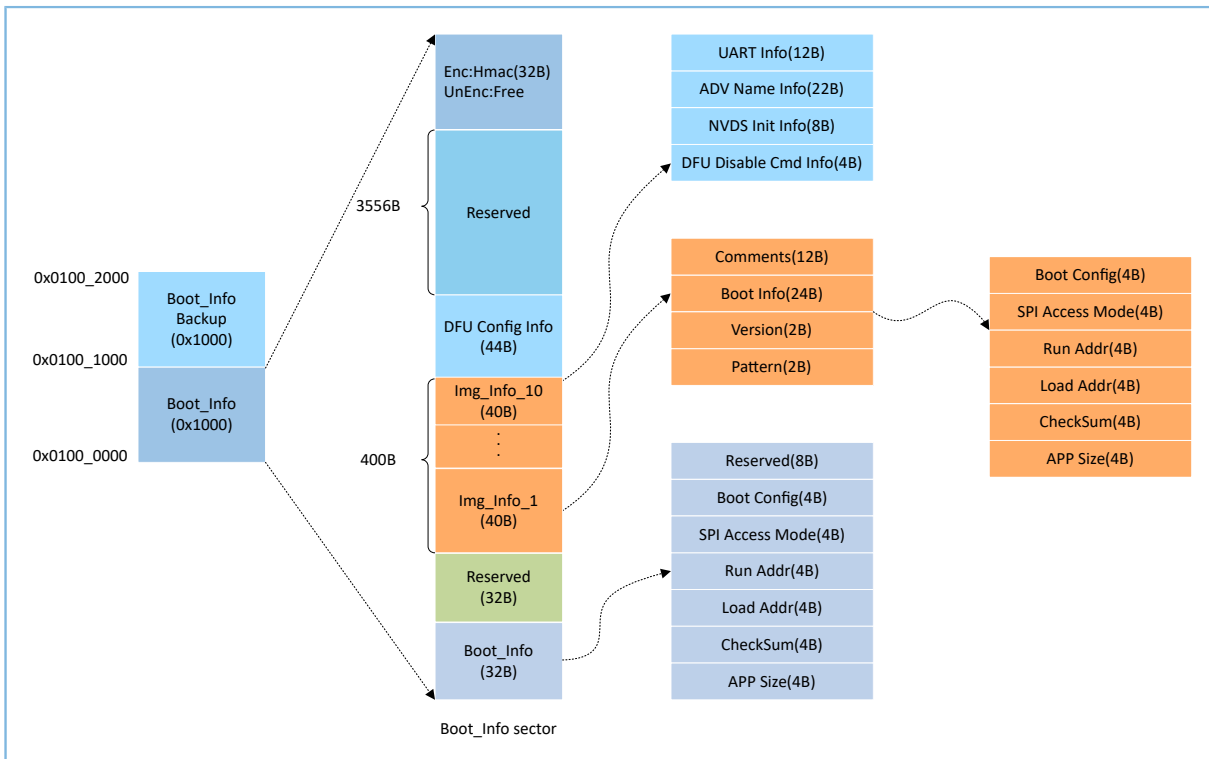 0x0100_2000
0x0100_1000
0x0100_0000
Boot_Info
Backup
(0x1000)
Boot_Info
(0x1000)
Enc:Hmac(32B)
UnEnc:Free
3556B
Reserved
DFU Config Info
(44B)
400B
Img_Info_10
(40B)
.
.
.
Img_Info_1
(40B)
Reserved
(32B)
Boot_Info
(32B)
Boot_Info sector
UART Info(12B)
ADV Name Info(22B)
NVDS Init Info(8B)
DFU Disable Cmd Info(4B)
Comments(12B)
Boot Info(24B)
Version(2B)
Pattern(2B)
Reserved(8B)
Boot Config(4B)
SPI Access Mode(4B)
Run Addr(4B)
Load Addr(4B)
CheckSum(4B)
APP Size(4B)
Boot Config(4B)
SPI Access Mode(4B)
Run Addr(4B)
Load Addr(4B)
CheckSum(4B)
APP Size(4B)